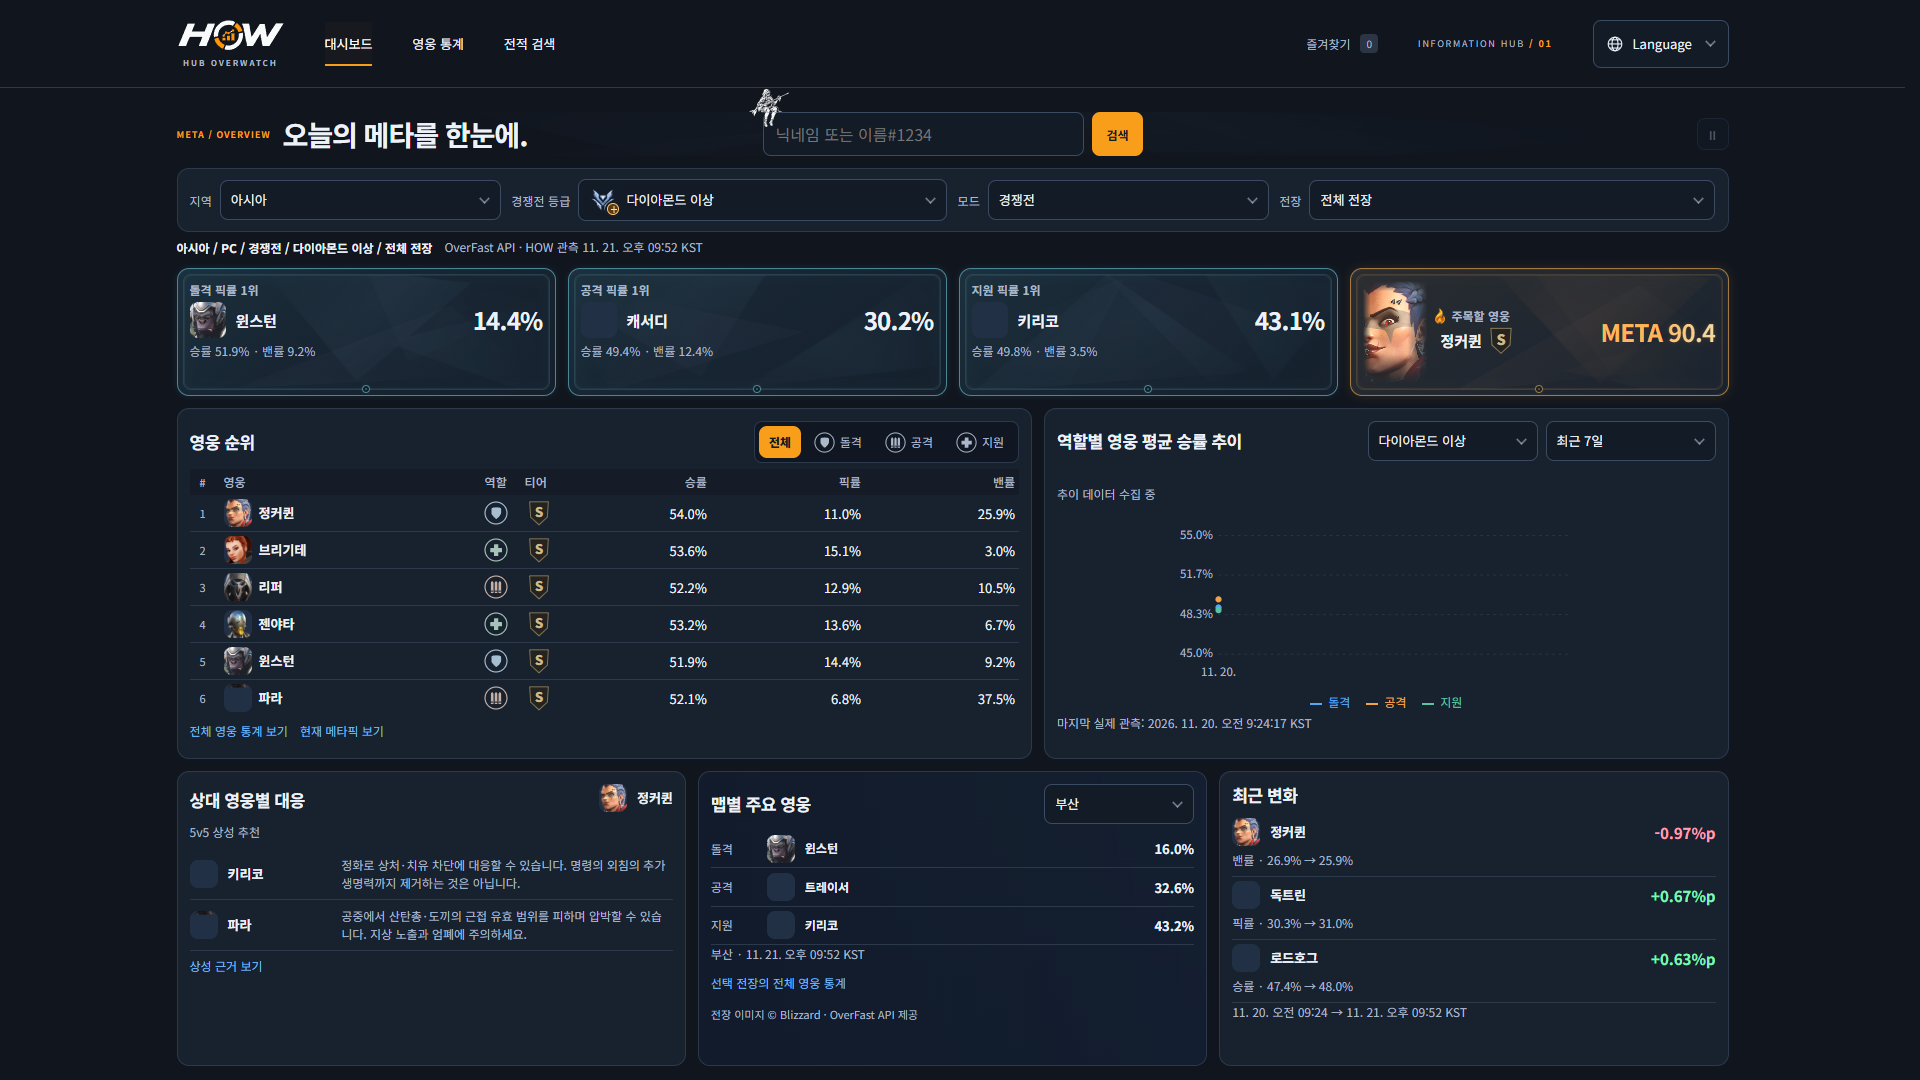 HOW
HUB OVERWATCH
대시보드
영웅 통계
전적 검색
즐겨찾기 0
INFORMATION HUB / 01
Language
META / OVERVIEW
오늘의 메타를 한눈에.
닉네임 또는 이름#1234
검색
지역 아시아
경쟁전 등급 다이아몬드 이상
모드 경쟁전
전장 전체 전장
아시아 / PC / 경쟁전 / 다이아몬드 이상 / 전체 전장 OverFast API · HOW 관측 11. 21. 오후 09:52 KST
돌격 픽률 1위
윈스턴 14.4%
승률 51.9% · 밴률 9.2%
공격 픽률 1위
캐서디 30.2%
승률 49.4% · 밴률 12.4%
지원 픽률 1위
키리코 43.1%
승률 49.8% · 밴률 3.5%
주목할 영웅
정커퀸 S
META 90.4
영웅 순위
전체 돌격 공격 지원
# 영웅 역할 티어 승률 픽률 밴률
1 정커퀸 S 54.0% 11.0% 25.9%
2 브리기테 S 53.6% 15.1% 3.0%
3 리퍼 S 52.2% 12.9% 10.5%
4 젠야타 S 53.2% 13.6% 6.7%
5 윈스턴 S 51.9% 14.4% 9.2%
6 파라 S 52.1% 6.8% 37.5%
전체 영웅 통계 보기 현재 메타픽 보기
역할별 영웅 평균 승률 추이
다이아몬드 이상
최근 7일
추이 데이터 수집 중
55.0%
51.7%
48.3%
45.0%
11. 20.
돌격 공격 지원
마지막 실제 관측: 2026. 11. 20. 오전 9:24:17 KST
상대 영웅별 대응
정커퀸
5v5 상성 추천
키리코
정화로 상처·치유 차단에 대응할 수 있습니다. 명령의 외침의 추가
생명력까지 제거하는 것은 아닙니다.
파라
공중에서 산탄총·도끼의 근접 유효 범위를 피하며 압박할 수 있습
니다. 지상 노출과 엄폐에 주의하세요.
상성 근거 보기
맵별 주요 영웅
부산
돌격 윈스턴 16.0%
공격 트레이서 32.6%
지원 키리코 43.2%
부산 · 11. 21. 오후 09:52 KST
선택 전장의 전체 영웅 통계
전장 이미지 © Blizzard · OverFast API 제공
최근 변화
정커퀸 -0.97%p
밴률 · 26.9% → 25.9%
독트린 +0.67%p
픽률 · 30.3% → 31.0%
로드호그 +0.63%p
승률 · 47.4% → 48.0%
11. 20. 오전 09:24 → 11. 21. 오후 09:52 KST